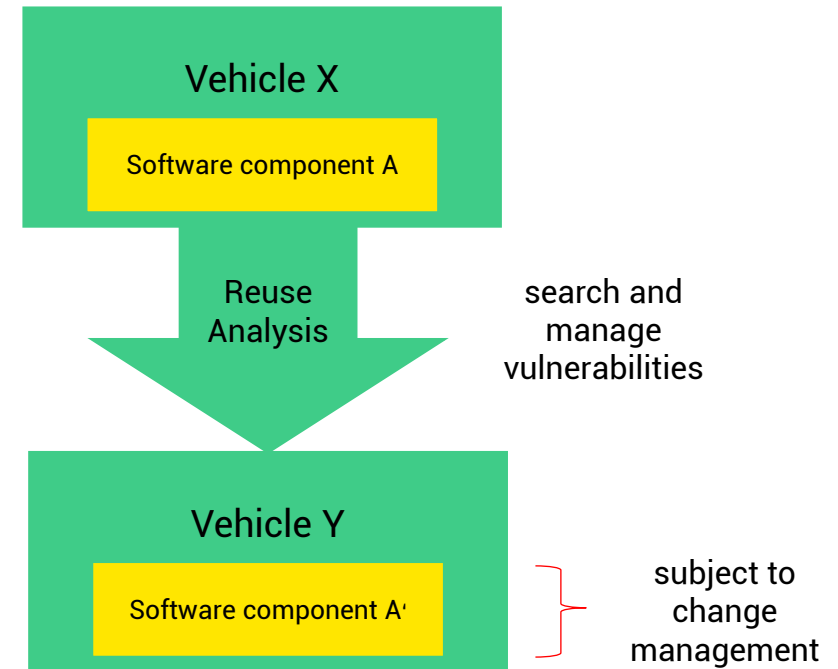 Vehicle X
Software component A
Reuse
Analysis
search and
manage
vulnerabilities
Vehicle Y
Software component A‘
subject to
change
management